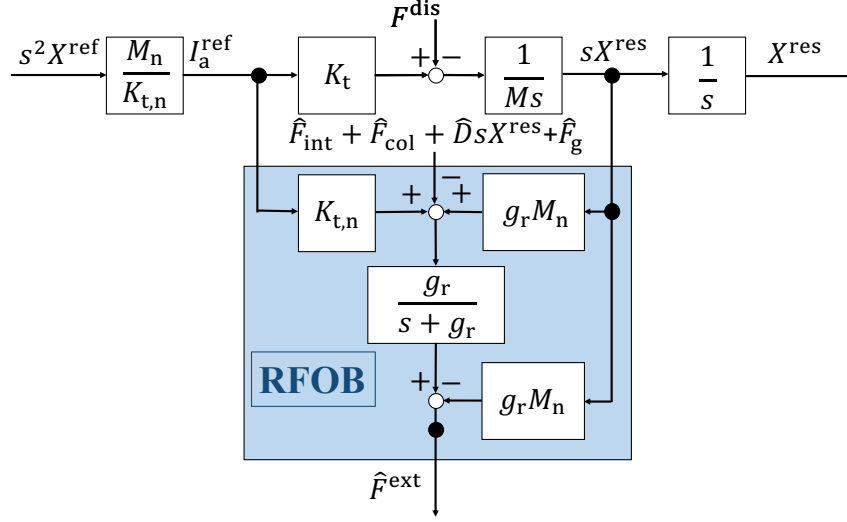 F^dis
s²X^ref
M_n
K_t,n
I_a^ref
K_t
+ −
1
Ms
sX^res
1
s
X^res
F̂_int + F̂_col + D̂sX^res+F̂_g
−
+ +
K_t,n
g_rM_n
g_r
s + g_r
RFOB
+ −
g_rM_n
F̂^ext